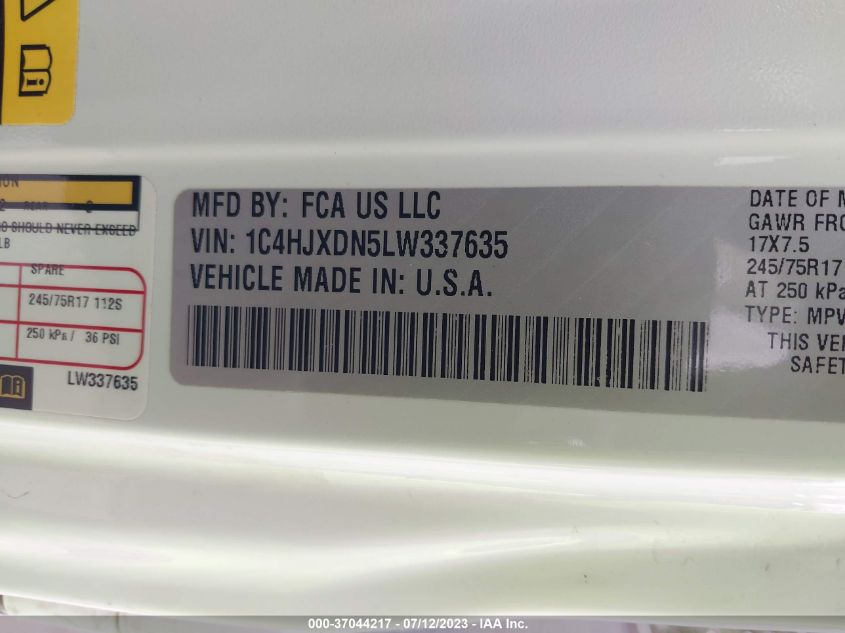 MFD BY: FCA US LLC
VIN: 1C4HJXDN5LW337635
VEHICLE MADE IN: U.S.A.
REAR
SHOULD NEVER EXCEED
LB
SPARE
245/75R17 112S
250 kPa / 36 PSI
LW337635
DATE OF M
GAWR FRO
17X7.5
245/75R17
AT 250 kPa
TYPE: MPV
THIS VE
SAFET
000-37044217 - 07/12/2023 - © IAA Inc.